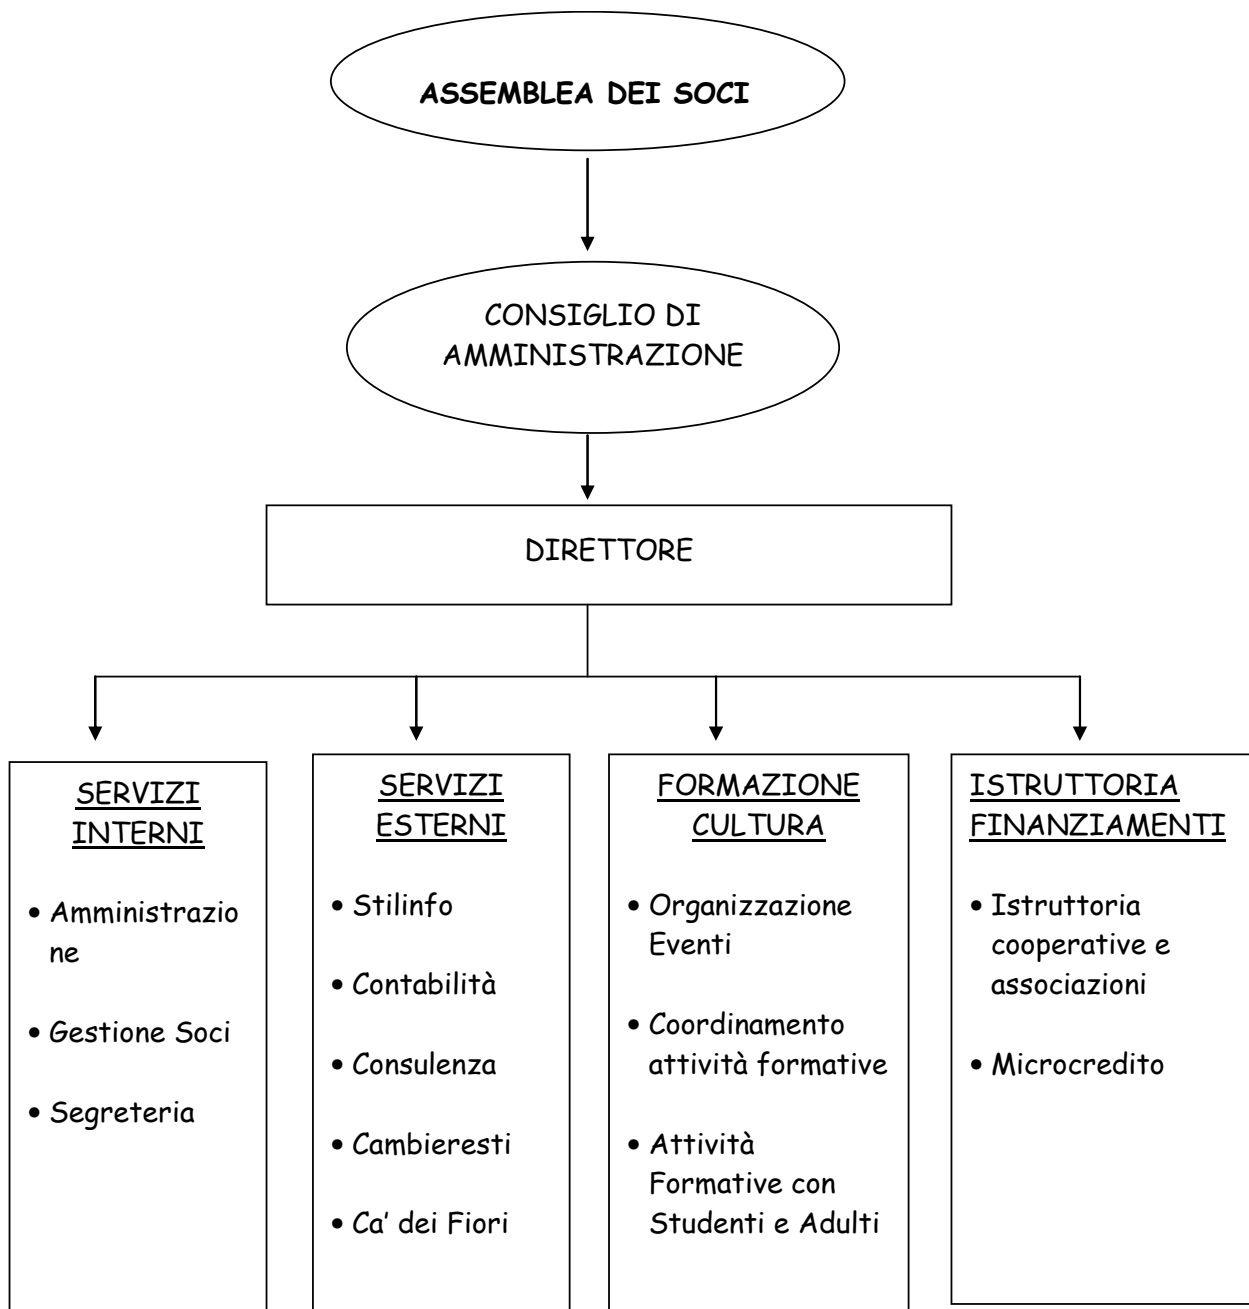 ASSEMBLEA DEI SOCI
CONSIGLIO DI
AMMINISTRAZIONE
DIRETTORE
SERVIZI
INTERNI
• Amministrazio
ne
• Gestione Soci
• Segreteria
SERVIZI
ESTERNI
• Stilinfo
• Contabilità
• Consulenza
• Cambieresti
• Ca' dei Fiori
FORMAZIONE
CULTURA
• Organizzazione
Eventi
• Coordinamento
attività formative
• Attività
Formative con
Studenti e Adulti
ISTRUTTORIA
FINANZIAMENTI
• Istruttoria
cooperative e
associazioni
• Microcredito